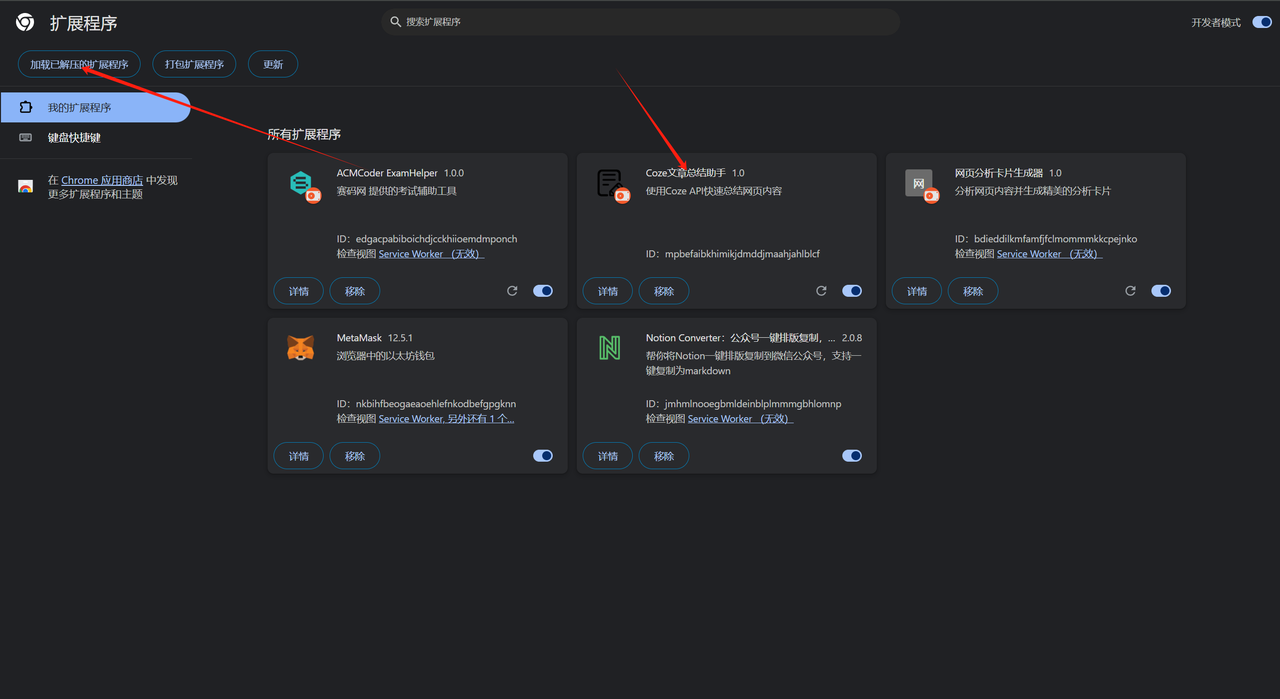 扩展程序
搜索扩展程序
开发者模式
加载已解压的扩展程序
打包扩展程序
更新
我的扩展程序
键盘快捷键
在 Chrome 应用商店 中发现
更多扩展程序和主题
所有扩展程序
ACMCoder ExamHelper 1.0.0
赛码网 提供的考试辅助工具
ID：edgacpabiboichdjcckhiioemdmponch
检查视图 Service Worker （无效）
详情
移除
Coze文章总结助手 1.0
使用Coze API快速总结网页内容
ID：mpbefaibkhimikjdmddjmaahjahlblcf
详情
移除
网
网页分析卡片生成器 1.0
分析网页内容并生成精美的分析卡片
ID：bdieddilkmfamfjfclmommmkkcpejnko
检查视图 Service Worker （无效）
详情
移除
MetaMask 12.5.1
浏览器中的以太坊钱包
ID：nkbihfbeogaeaoehlefnkodbefgpgknn
检查视图 Service Worker, 另外还有 1 个...
详情
移除
Notion Converter：公众号一键排版复制，... 2.0.8
帮你将Notion一键排版复制到微信公众号，支持一
键复制为markdown
ID：jmhmlnooegbmldeinblplmmmgbhlomnp
检查视图 Service Worker （无效）
详情
移除